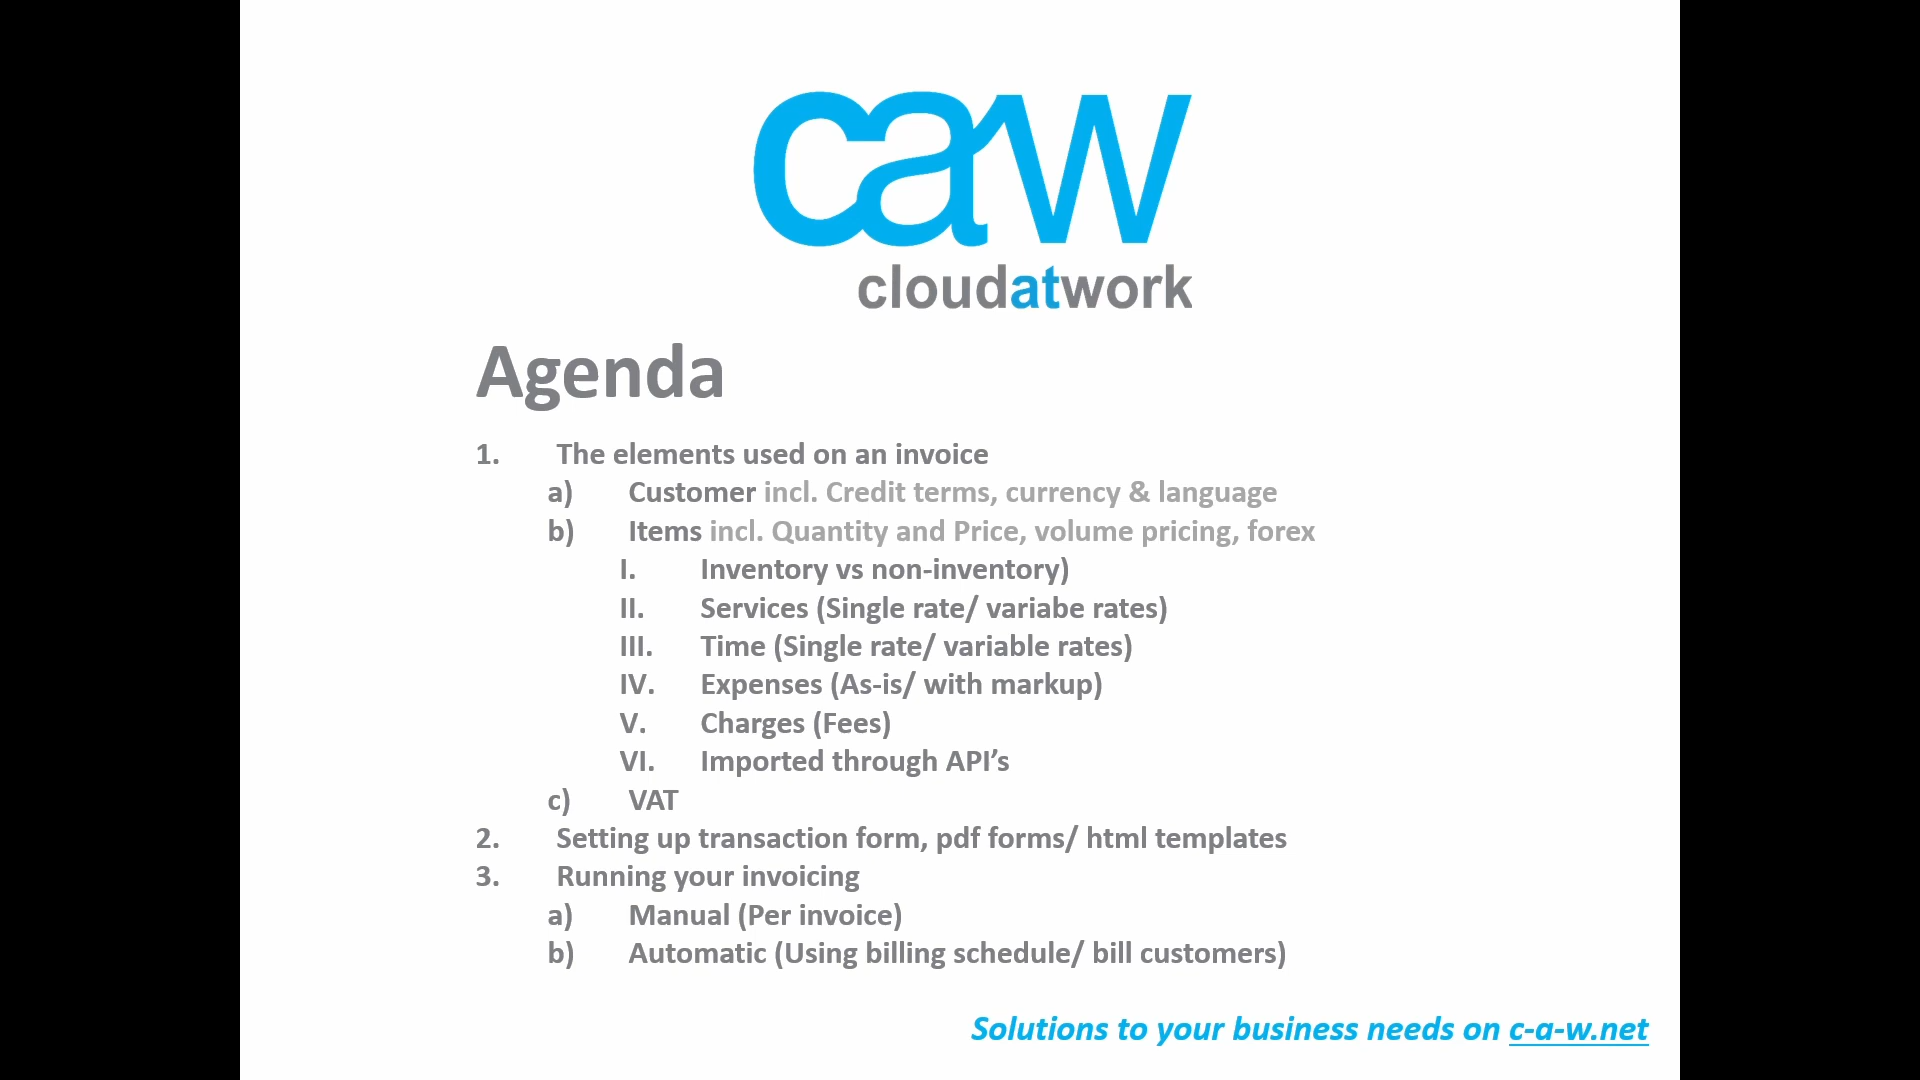 caw
cloudatwork
Agenda
1. The elements used on an invoice
a) Customer incl. Credit terms, currency & language
b) Items incl. Quantity and Price, volume pricing, forex
I. Inventory vs non-inventory)
II. Services (Single rate/ variabe rates)
III. Time (Single rate/ variable rates)
IV. Expenses (As-is/ with markup)
V. Charges (Fees)
VI. Imported through API’s
c) VAT
2. Setting up transaction form, pdf forms/ html templates
3. Running your invoicing
a) Manual (Per invoice)
b) Automatic (Using billing schedule/ bill customers)
Solutions to your business needs on c-a-w.net